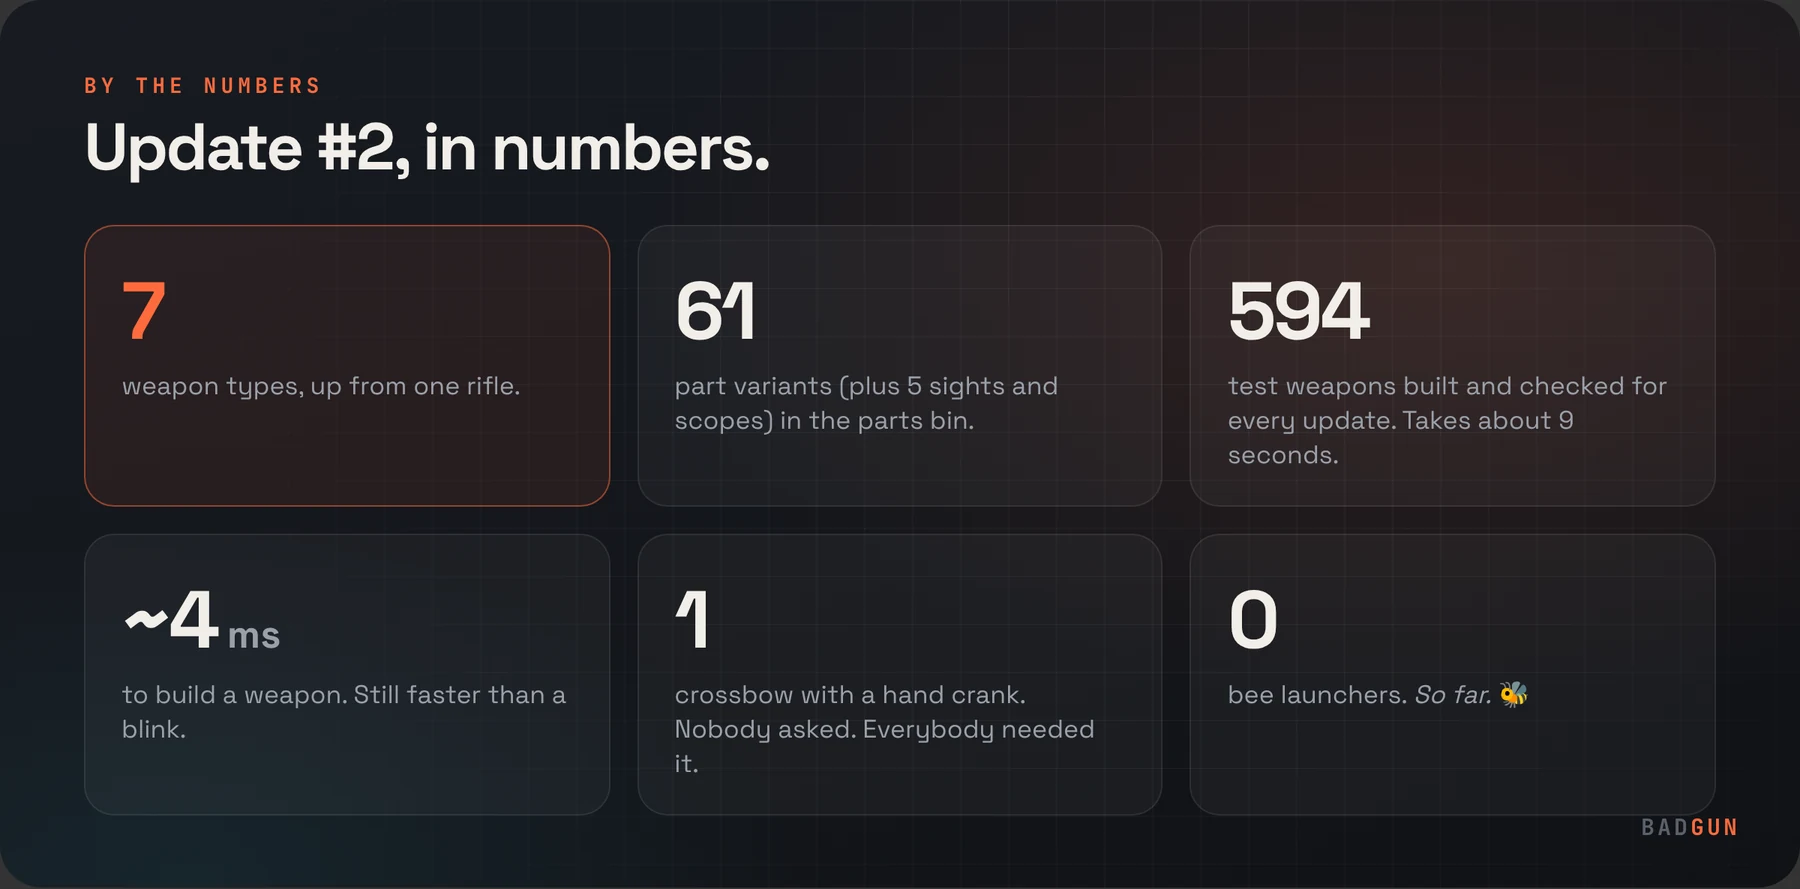 BY THE NUMBERS
Update #2, in numbers.
7
weapon types, up from one rifle.
61
part variants (plus 5 sights and
scopes) in the parts bin.
594
test weapons built and checked for
every update. Takes about 9
seconds.
~4 ms
to build a weapon. Still faster than a
blink.
1
crossbow with a hand crank.
Nobody asked. Everybody needed
it.
0
bee launchers. So far. 🐝
BADGUN